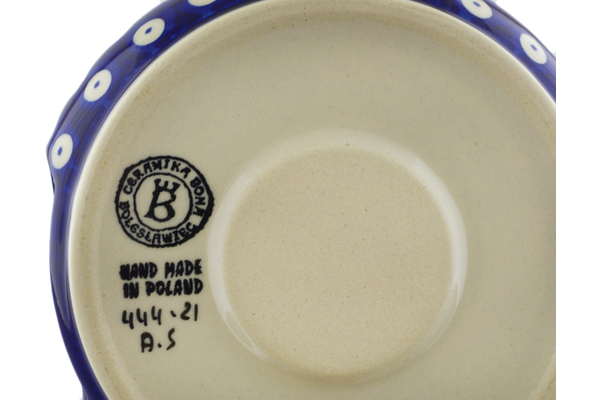 CERAMIKA BONA
BOLESŁAWIEC
B
HAND MADE
IN POLAND
444-21
A.S